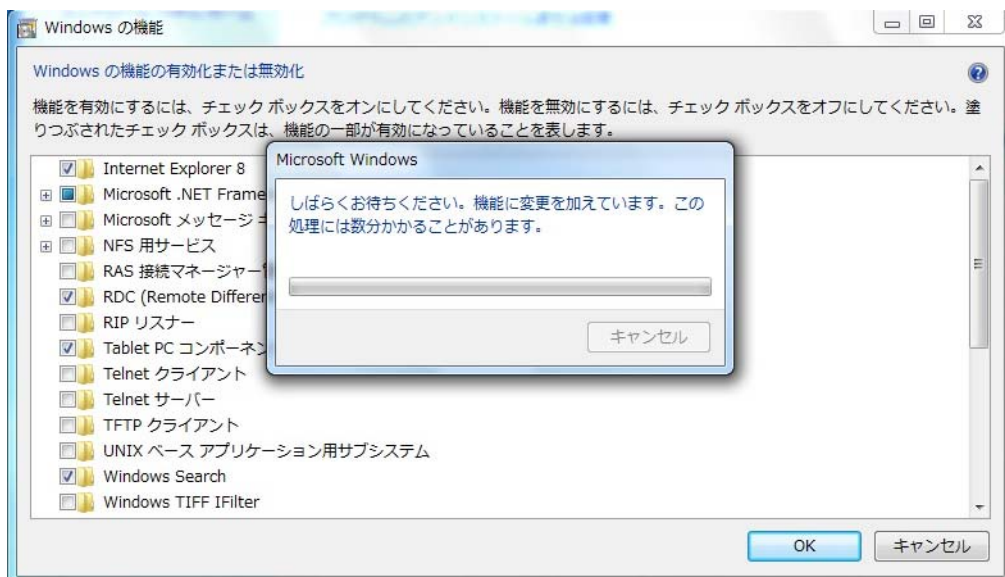 Windows の機能
Windows の機能の有効化または無効化
機能を有効にするには、チェック ボックスをオンにしてください。機能を無効にするには、チェック ボックスをオフにしてください。塗
りつぶされたチェック ボックスは、機能の一部が有効になっていることを表します。
Internet Explorer 8
Microsoft .NET Frame
Microsoft メッセージ
NFS 用サービス
RAS 接続マネージャー
RDC (Remote Differen
RIP リスナー
Tablet PC コンポーネン
Telnet クライアント
Telnet サーバー
TFTP クライアント
UNIX ベース アプリケーション用サブシステム
Windows Search
Windows TIFF IFilter
Microsoft Windows
しばらくお待ちください。機能に変更を加えています。この
処理には数分かかることがあります。
キャンセル
OK
キャンセル